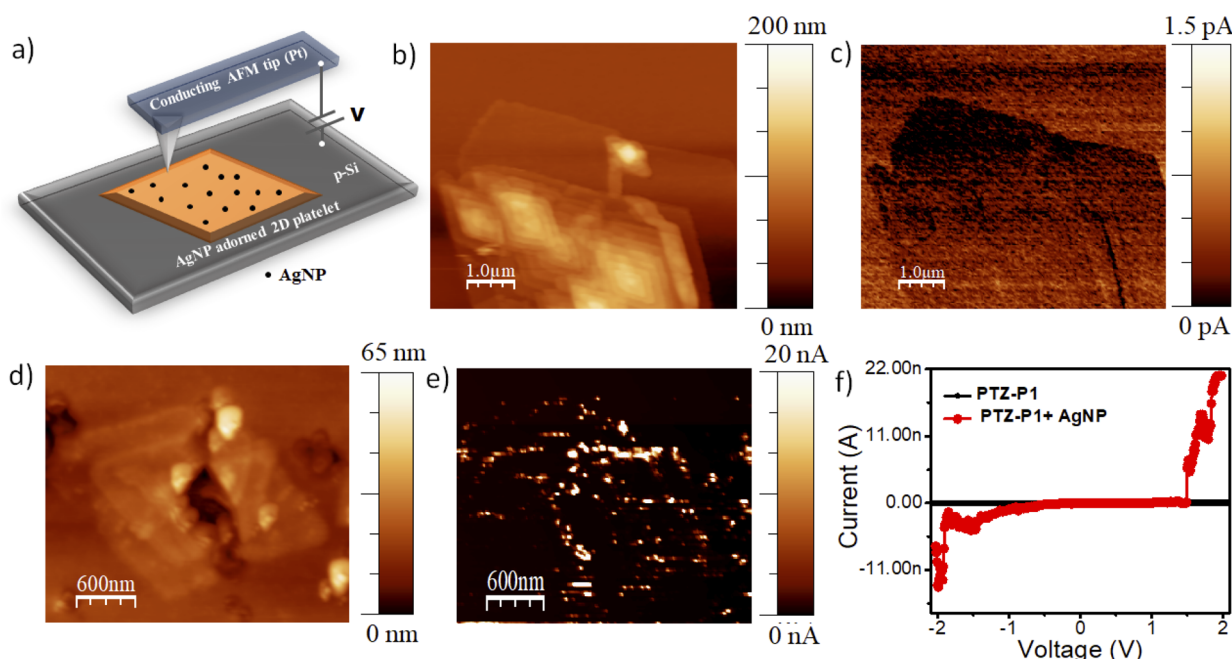 a)
Conducting AFM tip (Pt)
V
p-Si
AgNP adorned 2D platelet
• AgNP
b)
200 nm
1.0µm
0 nm
c)
1.5 pA
1.0µm
0 pA
d)
65 nm
600nm
0 nm
e)
20 nA
600nm
0 nA
f)
22.00n
11.00n
0.00
-11.00n
Current (A)
PTZ-P1
PTZ-P1+ AgNP
-2 -1 0 1 2
Voltage (V)